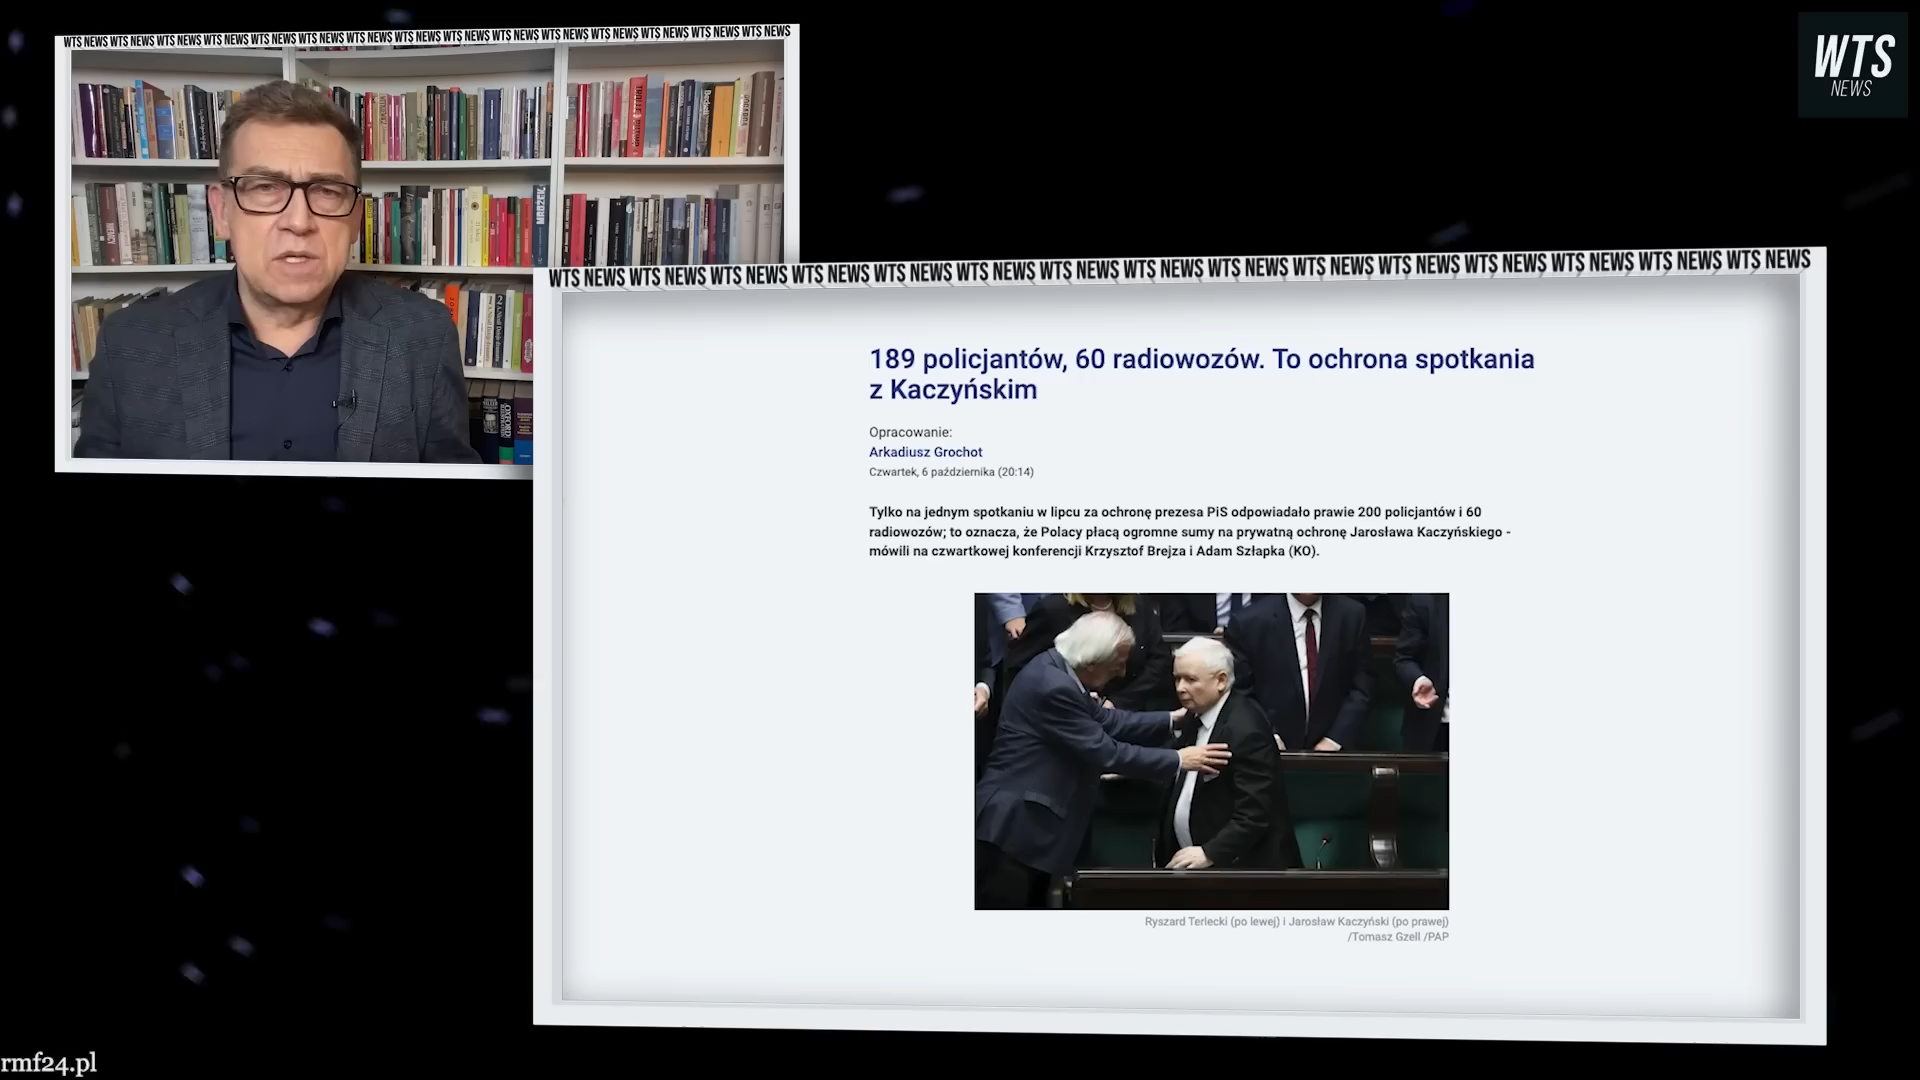 WTS NEWS WTS NEWS WTS NEWS WTS NEWS WTS NEWS WTS NEWS WTS NEWS WTS NEWS WTS NEWS WTS NEWS WTS NEWS WTS NEWS WTS NEWS WTS NEWS WTS NEWS WTS NEWS
WTS
NEWS
MROŻEK
Beckett
OXFORD
WTS NEWS WTS NEWS WTS NEWS WTS NEWS WTS NEWS WTS NEWS WTS NEWS WTS NEWS WTS NEWS WTS NEWS WTS NEWS WTS NEWS WTS NEWS WTS NEWS WTS NEWS
189 policjantów, 60 radiowozów. To ochrona spotkania
z Kaczyńskim
Opracowanie:
Arkadiusz Grochot
Czwartek, 6 października (20:14)
Tylko na jednym spotkaniu w lipcu za ochronę prezesa PiS odpowiadało prawie 200 policjantów i 60
radiowozów; to oznacza, że Polacy płacą ogromne sumy na prywatną ochronę Jarosława Kaczyńskiego -
mówili na czwartkowej konferencji Krzysztof Brejza i Adam Szłapka (KO).
Ryszard Terlecki (po lewej) i Jarosław Kaczyński (po prawej)
/Tomasz Gzell /PAP
rmf24.pl